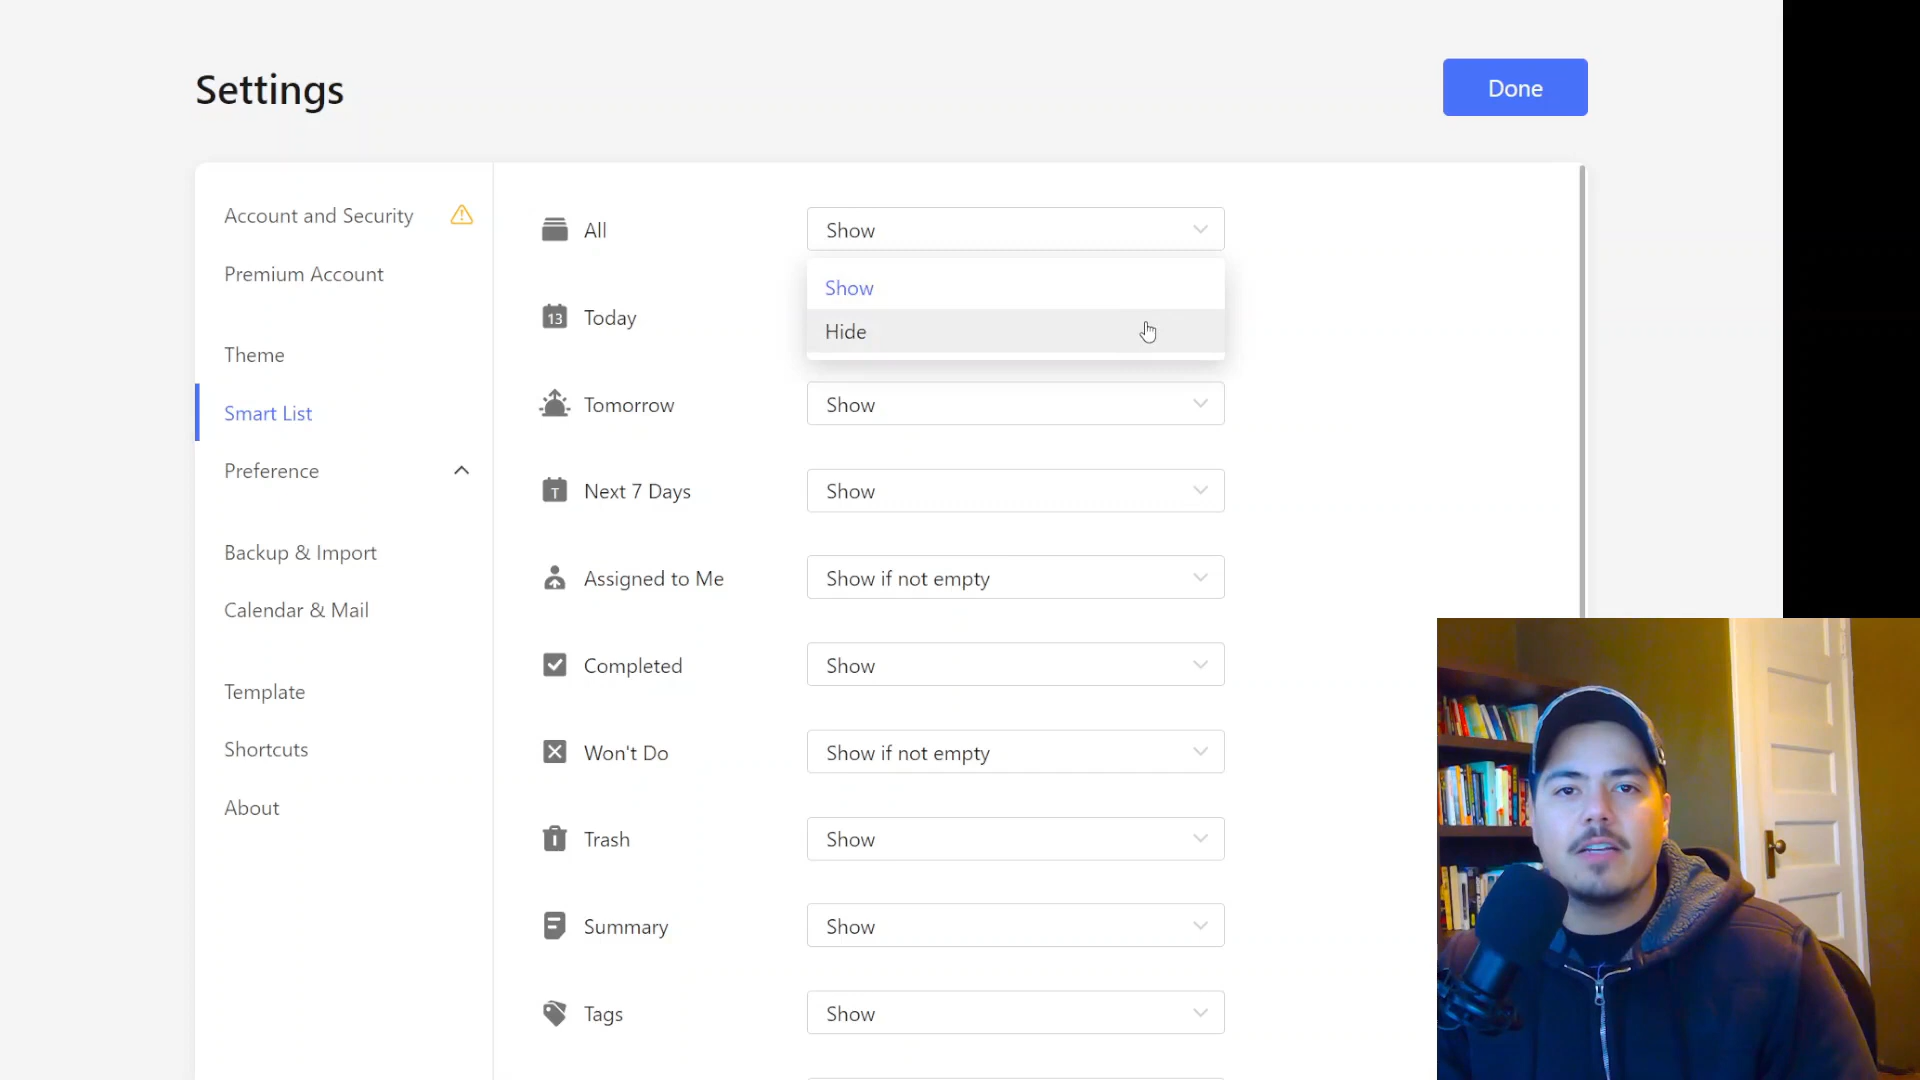 Settings
Done
Account and Security
Premium Account
Theme
Smart List
Preference
Backup & Import
Calendar & Mail
Template
Shortcuts
About
All
Show
Show
Hide
13
Today
Tomorrow
Show
T
Next 7 Days
Show
Assigned to Me
Show if not empty
Completed
Show
Won't Do
Show if not empty
Trash
Show
Summary
Show
Tags
Show